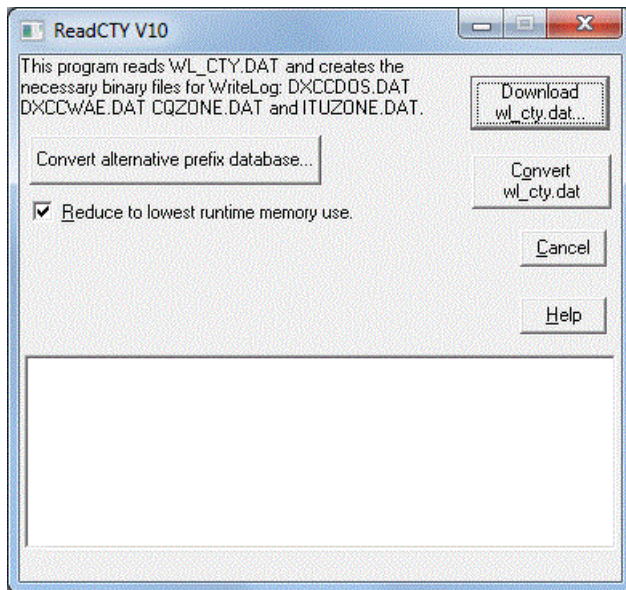 ReadCTY V10
This program reads WL_CTY.DAT and creates the
necessary binary files for WriteLog: DXCCDOS.DAT
DXCCWAE.DAT CQZONE.DAT and ITUZONE.DAT.
Download
wl_cty.dat...
Convert alternative prefix database...
Convert
wl_cty.dat
Reduce to lowest runtime memory use.
Cancel
Help